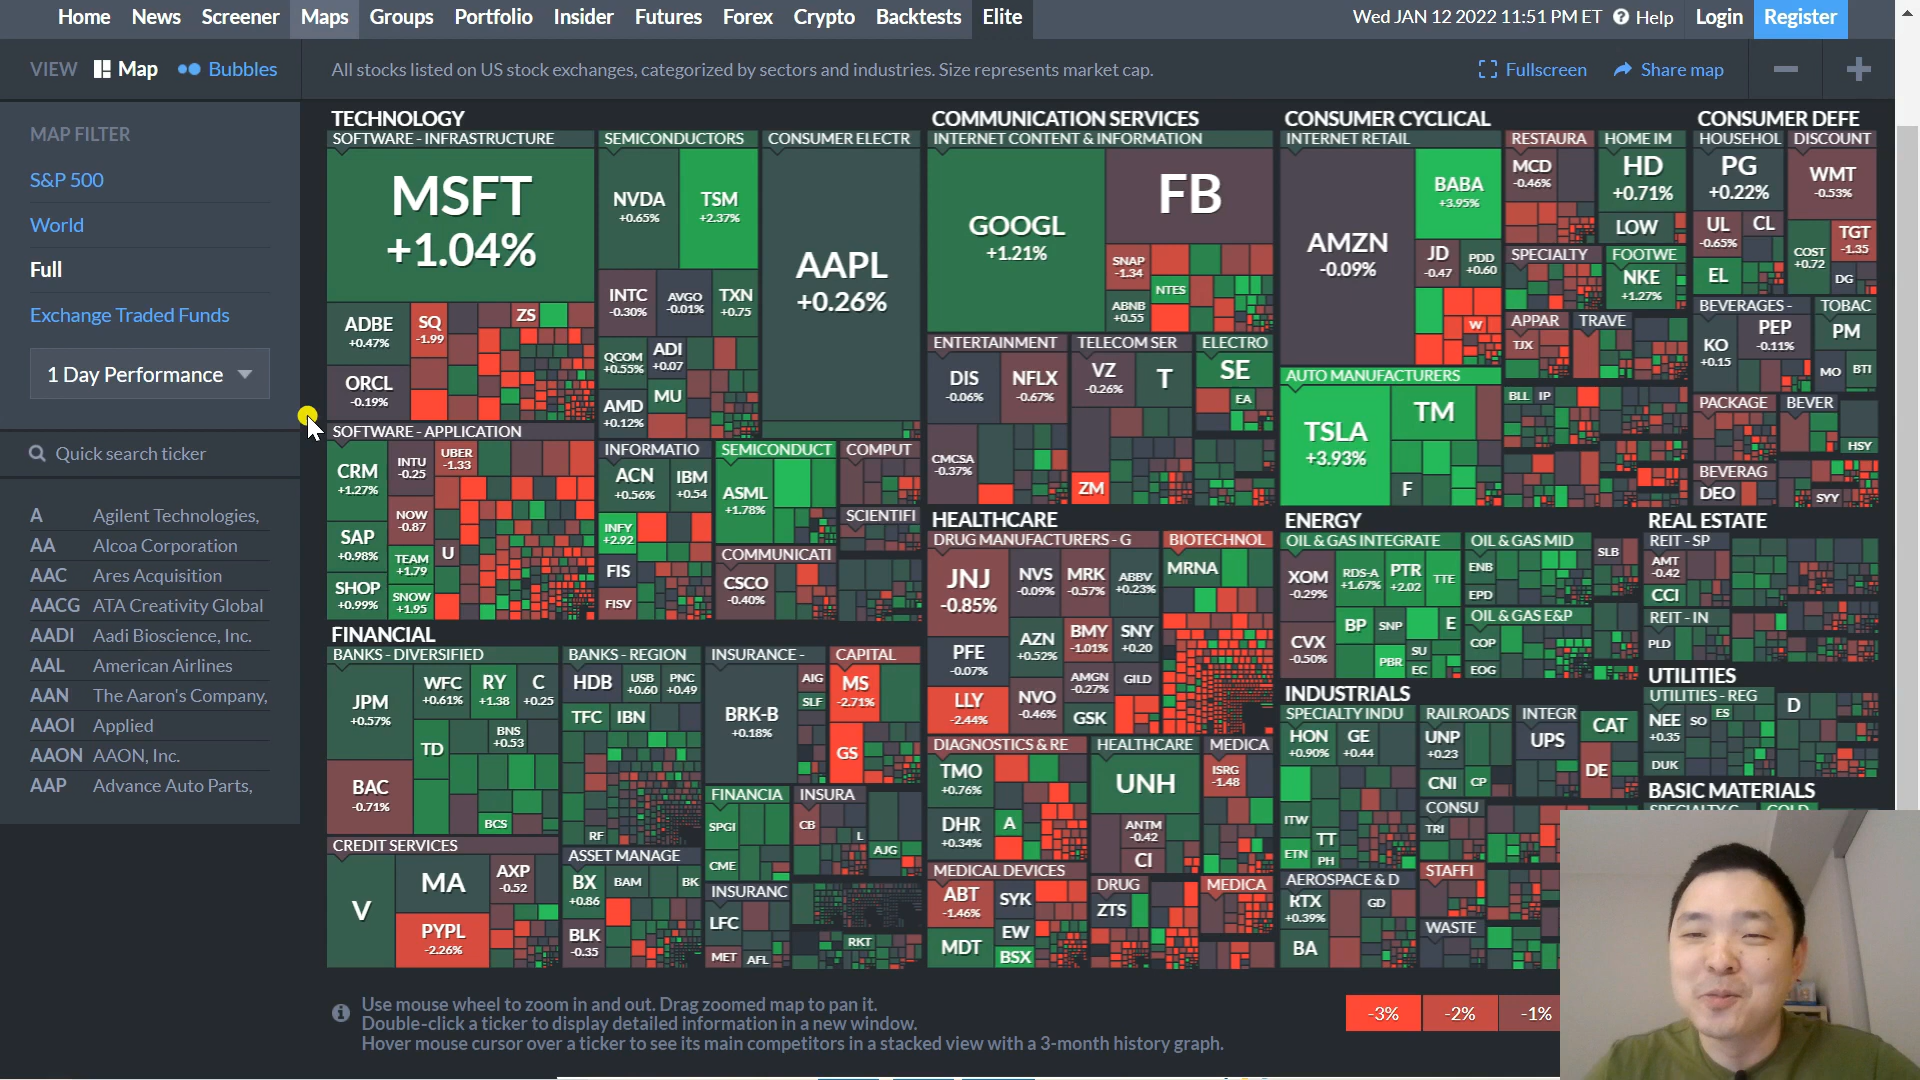 Home News Screener Maps Groups Portfolio Insider Futures Forex Crypto Backtests Elite Wed JAN 12 2022 11:51 PM ET Help Login Register
VIEW Map Bubbles All stocks listed on US stock exchanges, categorized by sectors and industries. Size represents market cap. Fullscreen Share map
MAP FILTER
S&P 500
World
Full
Exchange Traded Funds
1 Day Performance
Quick search ticker
A Agilent Technologies,
AA Alcoa Corporation
AAC Ares Acquisition
AACG ATA Creativity Global
AADI Aadi Bioscience, Inc.
AAL American Airlines
AAN The Aaron's Company,
AAOI Applied
AAON AAON, Inc.
AAP Advance Auto Parts,
TECHNOLOGY
SOFTWARE - INFRASTRUCTURE
MSFT
+1.04%
ADBE
+0.47%
SQ
-1.99
ZS
ORCL
-0.19%
SEMICONDUCTORS
NVDA
+0.65%
TSM
+2.37%
INTC
-0.30%
AVGO
-0.01%
TXN
+0.75
QCOM
+0.55%
ADI
+0.07
AMD
+0.12%
MU
CONSUMER ELECTR
AAPL
+0.26%
SOFTWARE - APPLICATION
CRM
+1.27%
INTU
-0.25
UBER
-1.33
NOW
-0.87
SAP
+0.98%
TEAM
+1.79
U
SHOP
+0.99%
SNOW
+1.95
INFORMATIO
ACN
+0.56%
IBM
+0.54
INFY
+2.92
FIS
FISV
SEMICONDUCT
ASML
+1.78%
COMPUT
SCIENTIFI
COMMUNICATI
CSCO
-0.40%
FINANCIAL
BANKS - DIVERSIFIED
JPM
+0.57%
WFC
+0.61%
RY
+1.38
C
+0.25
TD
BNS
+0.53
BAC
-0.71%
BCS
BANKS - REGION
HDB
USB
+0.60
PNC
+0.49
TFC
IBN
RF
INSURANCE -
BRK-B
+0.18%
AIG
SLF
CAPITAL
MS
-2.71%
GS
FINANCIA
SPGI
CME
INSURA
CB
L
AJG
CREDIT SERVICES
V
MA
AXP
-0.52
PYPL
-2.26%
ASSET MANAGE
BX
+0.86
BAM
BK
BLK
-0.35
INSURANC
LFC
MET
AFL
RKT
COMMUNICATION SERVICES
INTERNET CONTENT & INFORMATION
GOOGL
+1.21%
FB
SNAP
-1.34
NTES
ABNB
+0.55
ENTERTAINMENT
DIS
-0.06%
NFLX
-0.67%
CMCSA
-0.37%
TELECOM SER
VZ
-0.26%
T
ZM
ELECTRO
SE
EA
HEALTHCARE
DRUG MANUFACTURERS - G
JNJ
-0.85%
NVS
-0.09%
MRK
-0.57%
ABBV
+0.23%
PFE
-0.07%
AZN
+0.52%
BMY
-1.01%
SNY
+0.20
LLY
-2.44%
NVO
-0.46%
AMGN
-0.27%
GILD
GSK
BIOTECHNOL
MRNA
DIAGNOSTICS & RE
TMO
+0.76%
DHR
+0.34%
A
HEALTHCARE
UNH
ANTM
-0.42
CI
MEDICA
ISRG
-1.48
MEDICAL DEVICES
ABT
-1.46%
SYK
EW
MDT
BSX
DRUG
ZTS
MEDICA
CONSUMER CYCLICAL
INTERNET RETAIL
AMZN
-0.09%
BABA
+3.95%
JD
-0.47
PDD
+0.60
W
RESTAURA
MCD
-0.46%
HOME IM
HD
+0.71%
LOW
SPECIALTY
FOOTWE
NKE
+1.27%
AUTO MANUFACTURERS
TSLA
+3.93%
TM
F
APPAR
TJX
TRAVE
BLL
IP
CONSUMER DEFE
HOUSEHOL
PG
+0.22%
UL
-0.65%
CL
EL
DISCOUNT
WMT
-0.53%
COST
+0.72
TGT
-1.35
DG
BEVERAGES -
KO
+0.15
PEP
-0.11%
TOBAC
PM
MO
BTI
PACKAGE
BEVER
HSY
BEVERAG
DEO
SYY
ENERGY
OIL & GAS INTEGRATE
XOM
-0.29%
RDS-A
+1.67%
PTR
+2.02
TTE
CVX
-0.50%
BP
SNP
E
PBR
SU
EC
OIL & GAS MID
ENB
EPD
SLB
OIL & GAS E&P
COP
EOG
REAL ESTATE
REIT - SP
AMT
-0.42
CCI
REIT - IN
PLD
INDUSTRIALS
SPECIALTY INDU
HON
+0.90%
GE
+0.44
ITW
TT
ETN
PH
RAILROADS
UNP
+0.23
CNI
CP
INTEGR
UPS
CAT
DE
CONSU
TRI
AEROSPACE & D
RTX
+0.39%
GD
BA
STAFFI
WASTE
UTILITIES
UTILITIES - REG
NEE
+0.35
SO
ES
D
DUK
BASIC MATERIALS
Use mouse wheel to zoom in and out. Drag zoomed map to pan it.
Double-click a ticker to display detailed information in a new window.
Hover mouse cursor over a ticker to see its main competitors in a stacked view with a 3-month history graph.
-3% -2% -1%